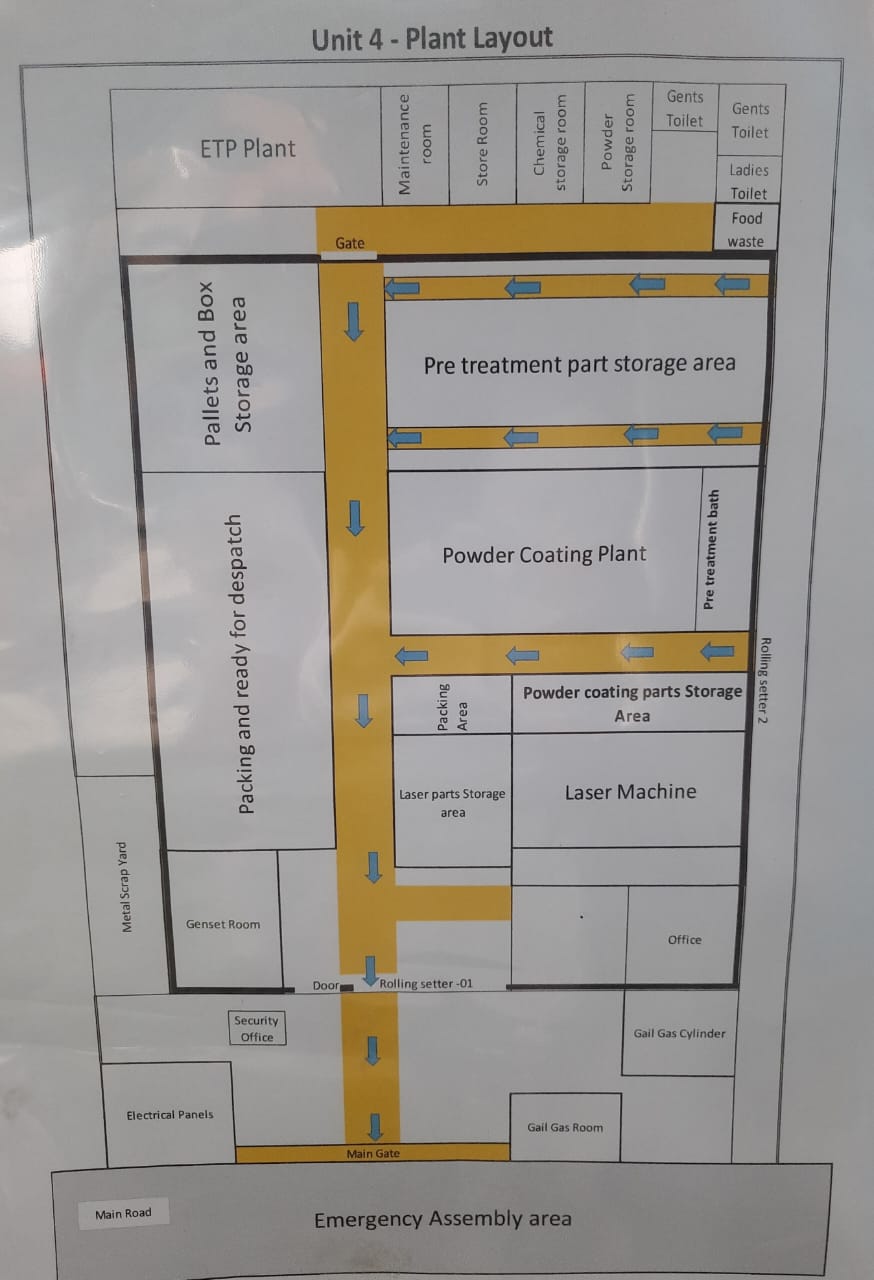 Unit 4 - Plant Layout
ETP Plant
Maintenance
room
Store Room
Chemical
storage room
Powder
Storage room
Gents
Toilet
Gents
Toilet
Ladies
Toilet
Food
waste
Gate
Pallets and Box
Storage area
Pre treatment part storage area
Packing and ready for despatch
Powder Coating Plant
Pre treatment bath
Rolling setter 2
Packing
Area
Powder coating parts Storage
Area
Laser parts Storage
area
Laser Machine
Metal Scrap Yard
Genset Room
Office
Door
Rolling setter -01
Security
Office
Gail Gas Cylinder
Electrical Panels
Gail Gas Room
Main Gate
Main Road
Emergency Assembly area